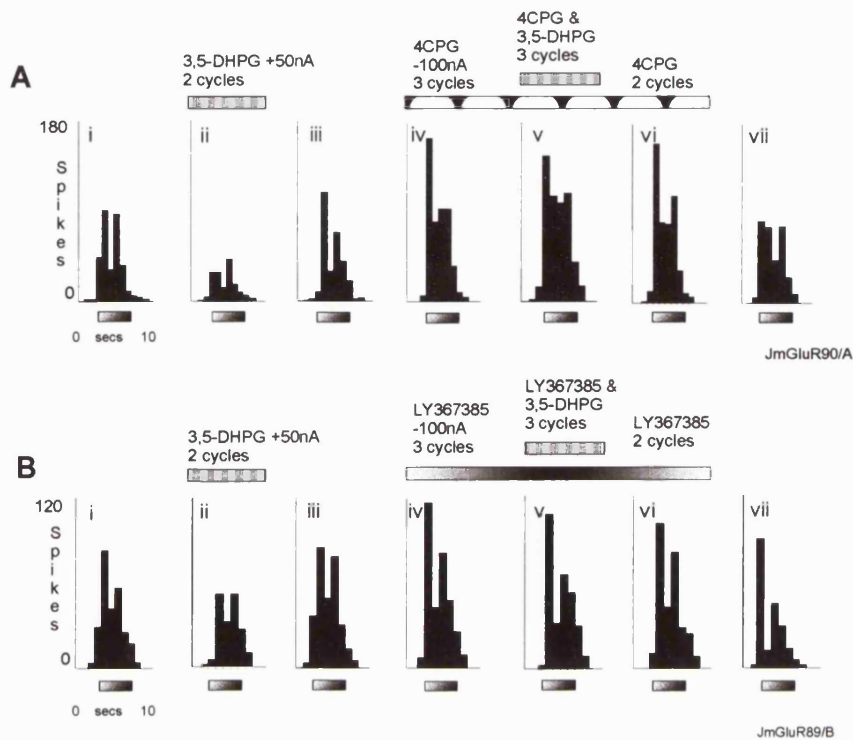 A
3,5-DHPG +50nA
2 cycles
4CPG
-100nA
3 cycles
4CPG &
3,5-DHPG
3 cycles
4CPG
2 cycles
180
Spikes
0
i
ii
iii
iv
v
vi
vii
0 secs 10
JmGluR90/A
B
3,5-DHPG +50nA
2 cycles
LY367385
-100nA
3 cycles
LY367385 &
3,5-DHPG
3 cycles
LY367385
2 cycles
120
Spikes
0
i
ii
iii
iv
v
vi
vii
0 secs 10
JmGluR89/B